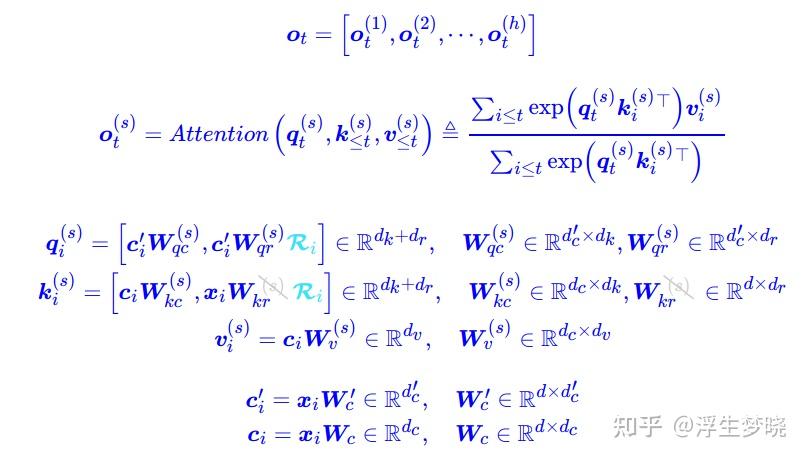 $\boldsymbol{o}_t = \left[\boldsymbol{o}_t^{(1)}, \boldsymbol{o}_t^{(2)}, \cdots, \boldsymbol{o}_t^{(h)}\right]$
$\boldsymbol{o}_t^{(s)} = Attention\left(\boldsymbol{q}_t^{(s)}, \boldsymbol{k}_{\leq t}^{(s)}, \boldsymbol{v}_{\leq t}^{(s)}\right) \triangleq \frac{\sum_{i\leq t} \exp\left(\boldsymbol{q}_t^{(s)} \boldsymbol{k}_i^{(s)\top}\right) \boldsymbol{v}_i^{(s)}}{\sum_{i\leq t} \exp\left(\boldsymbol{q}_t^{(s)} \boldsymbol{k}_i^{(s)\top}\right)}$
$\boldsymbol{q}_i^{(s)} = \left[\boldsymbol{c}_i' \boldsymbol{W}_{qc}^{(s)}, \boldsymbol{c}_i' \boldsymbol{W}_{qr}^{(s)} \boldsymbol{\mathcal{R}}_i\right] \in \mathbb{R}^{d_k+d_r}, \quad \boldsymbol{W}_{qc}^{(s)} \in \mathbb{R}^{d_c' \times d_k}, \boldsymbol{W}_{qr}^{(s)} \in \mathbb{R}^{d_c' \times d_r}$
$\boldsymbol{k}_i^{(s)} = \left[\boldsymbol{c}_i \boldsymbol{W}_{kc}^{(s)}, \boldsymbol{x}_i \boldsymbol{W}_{kr}^{\cancel{(s)}} \boldsymbol{\mathcal{R}}_i\right] \in \mathbb{R}^{d_k+d_r}, \quad \boldsymbol{W}_{kc}^{(s)} \in \mathbb{R}^{d_c \times d_k}, \boldsymbol{W}_{kr}^{\cancel{(s)}} \in \mathbb{R}^{d \times d_r}$
$\boldsymbol{v}_i^{(s)} = \boldsymbol{c}_i \boldsymbol{W}_v^{(s)} \in \mathbb{R}^{d_v}, \quad \boldsymbol{W}_v^{(s)} \in \mathbb{R}^{d_c \times d_v}$
$\boldsymbol{c}_i' = \boldsymbol{x}_i \boldsymbol{W}_c' \in \mathbb{R}^{d_c'}, \quad \boldsymbol{W}_c' \in \mathbb{R}^{d \times d_c'}$
$\boldsymbol{c}_i = \boldsymbol{x}_i \boldsymbol{W}_c \in \mathbb{R}^{d_c}, \quad \boldsymbol{W}_c \in \mathbb{R}^{d \times d_c}$
知乎 @浮生梦晓